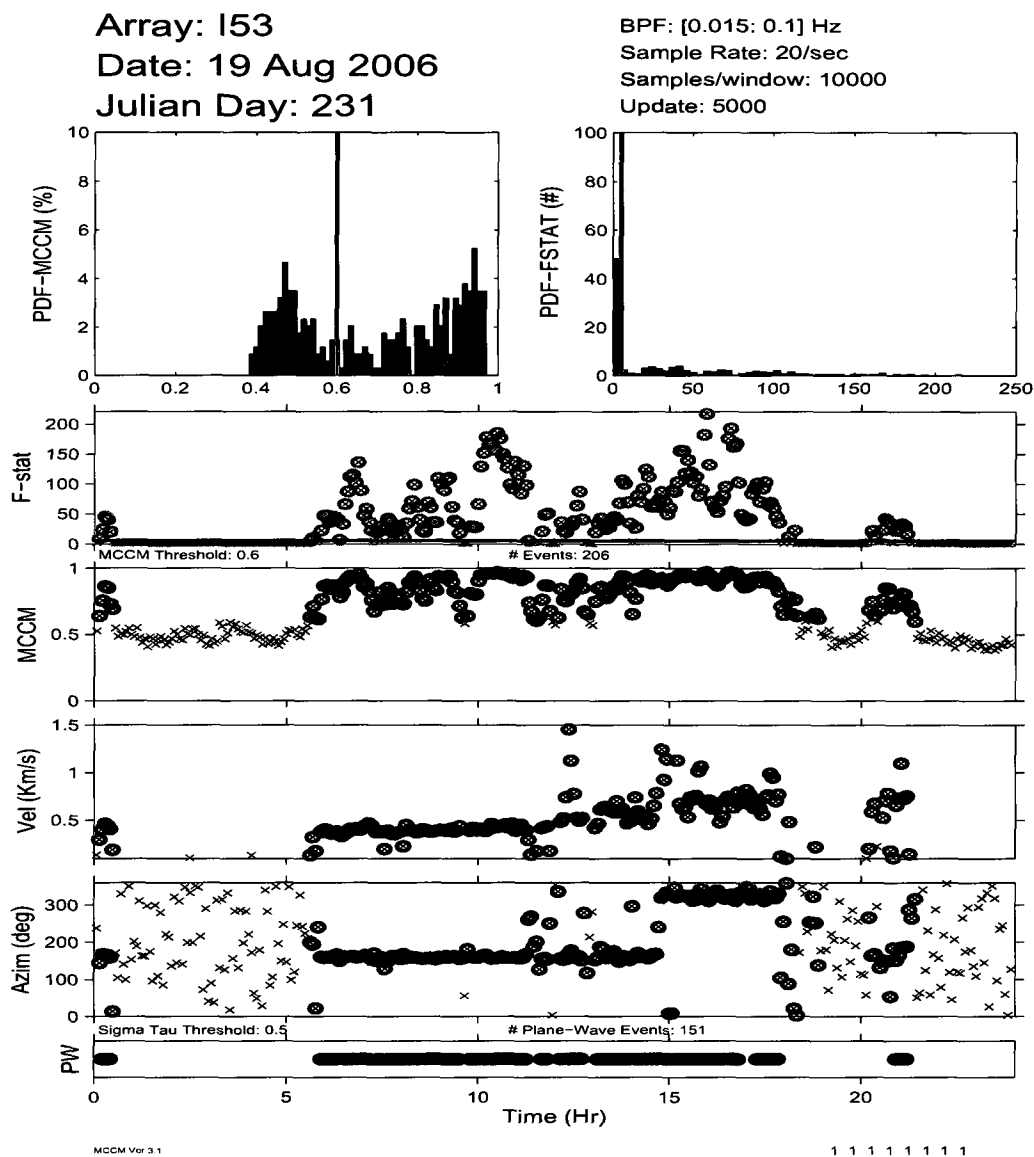 Array: I53
Date: 19 Aug 2006
Julian Day: 231
BPF: [0.015: 0.1] Hz
Sample Rate: 20/sec
Samples/window: 10000
Update: 5000
PDF-MCCM (%)
10
8
6
4
2
0
0 0.2 0.4 0.6 0.8 1
PDF-FSTAT (#)
100
80
60
40
20
0
0 50 100 150 200 250
F-stat
200
150
100
50
0
MCCM Threshold: 0.6 # Events: 206
MCCM
1
0.5
0
Vel (Km/s)
1.5
1
0.5
Azim (deg)
300
200
100
0
Sigma Tau Threshold: 0.5 # Plane-Wave Events: 151
PW
0 5 10 15 20
Time (Hr)
MCCM Ver 3.1
1 1 1 1 1 1 1 1